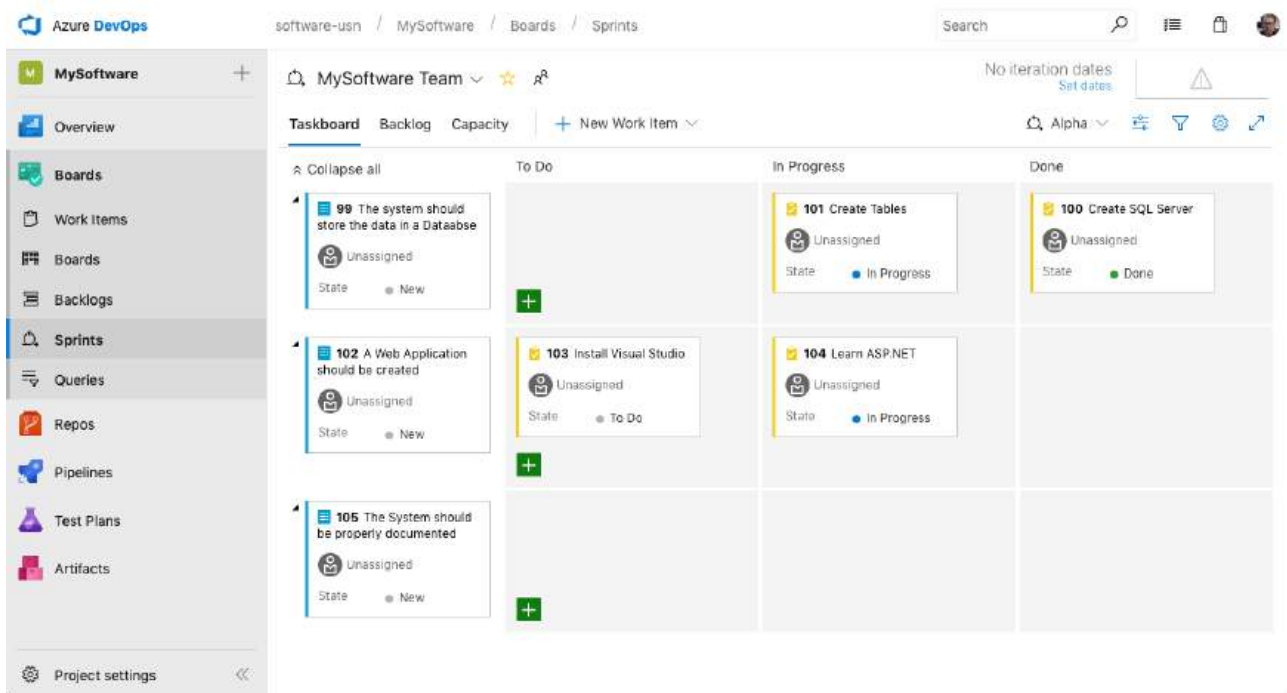 Azure DevOps
software-usn / MySoftware / Boards / Sprints
Search
M MySoftware
MySoftware Team
No iteration dates
Set dates
Overview
Taskboard Backlog Capacity + New Work Item
Alpha
Boards
Collapse all
To Do
In Progress
Done
Work Items
Boards
Backlogs
Sprints
Queries
Repos
Pipelines
Test Plans
Artifacts
Project settings
99 The system should
store the data in a Dataabse
Unassigned
State New
101 Create Tables
Unassigned
State In Progress
100 Create SQL Server
Unassigned
State Done
102 A Web Application
should be created
Unassigned
State New
103 Install Visual Studio
Unassigned
State To Do
104 Learn ASP.NET
Unassigned
State In Progress
105 The System should
be properly documented
Unassigned
State New